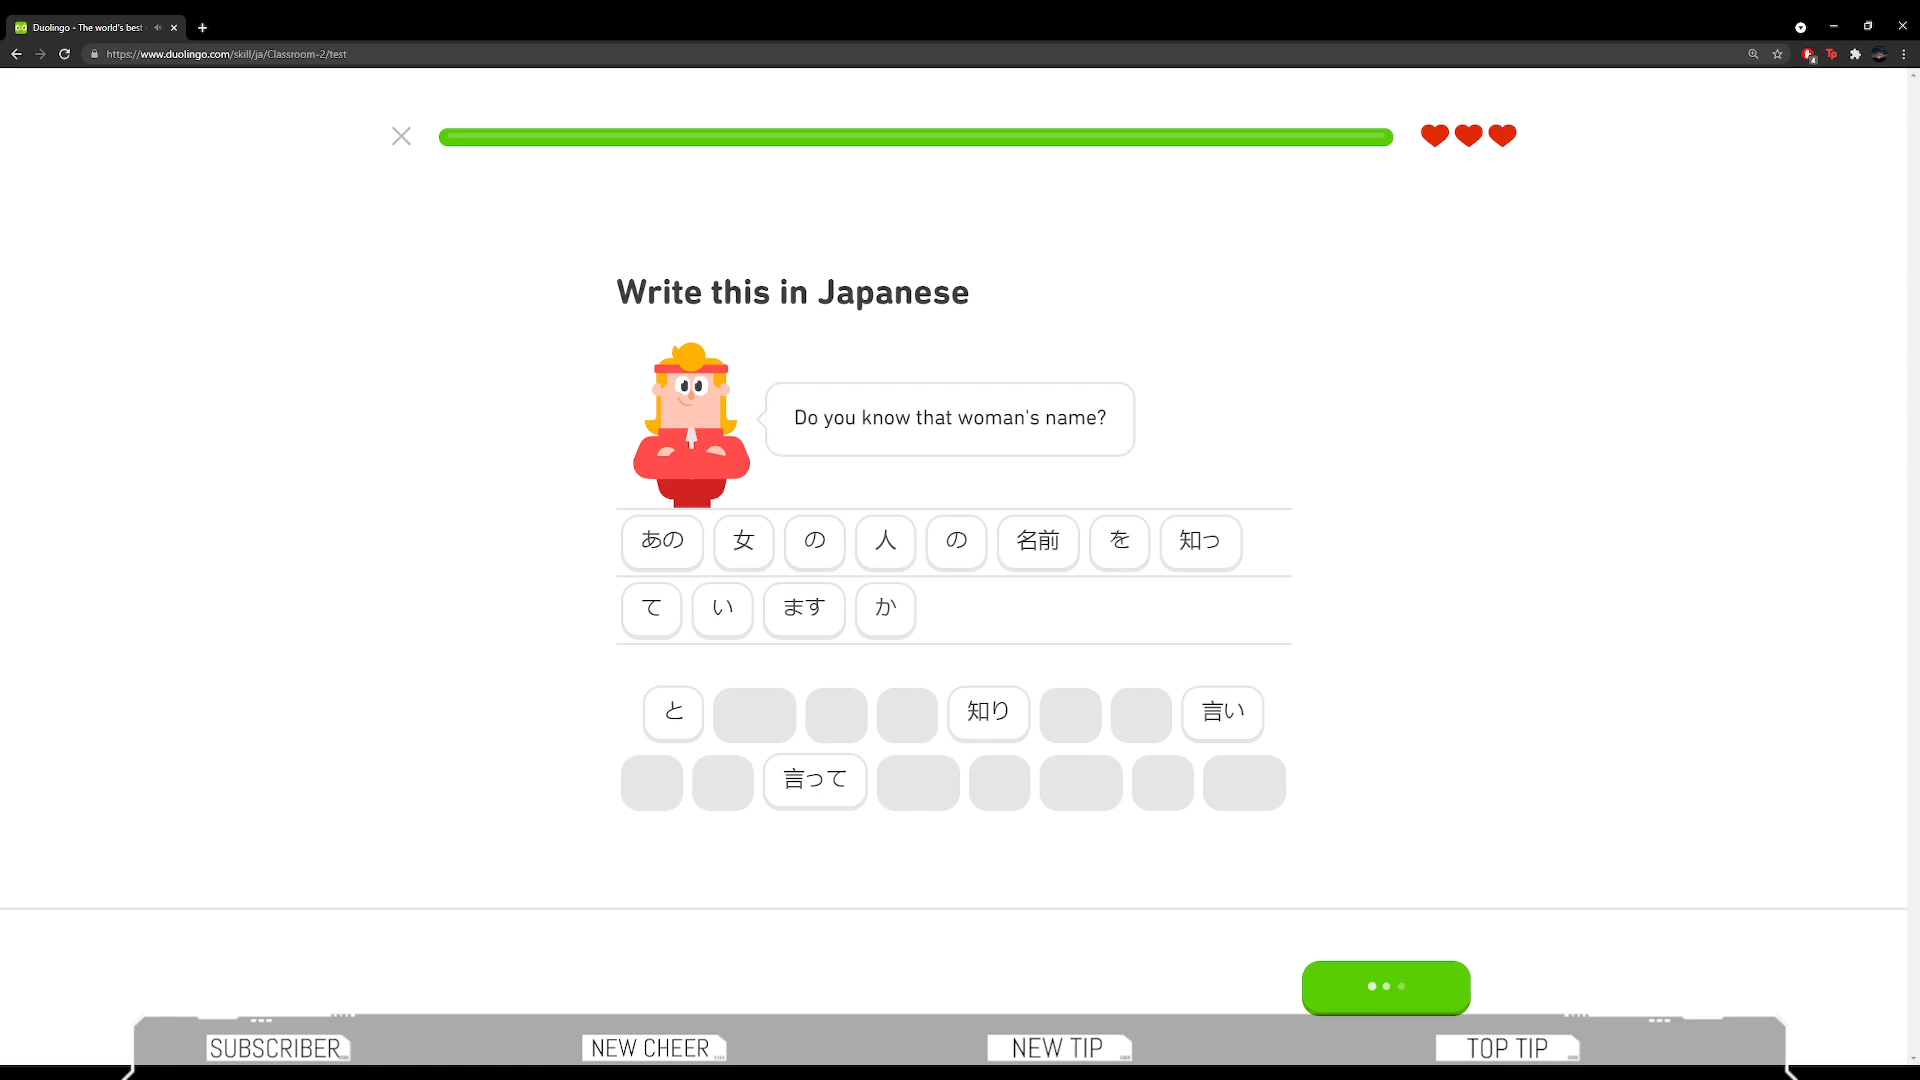 Duolingo - The world's best
https://www.duolingo.com/skill/ja/Classroom-2/test
4
Tp
Write this in Japanese
Do you know that woman's name?
あの 女 の 人 の 名前 を 知っ
て い ます か
と 知り 言い
言って
SUBSCRIBER NEW CHEER NEW TIP TOP TIP